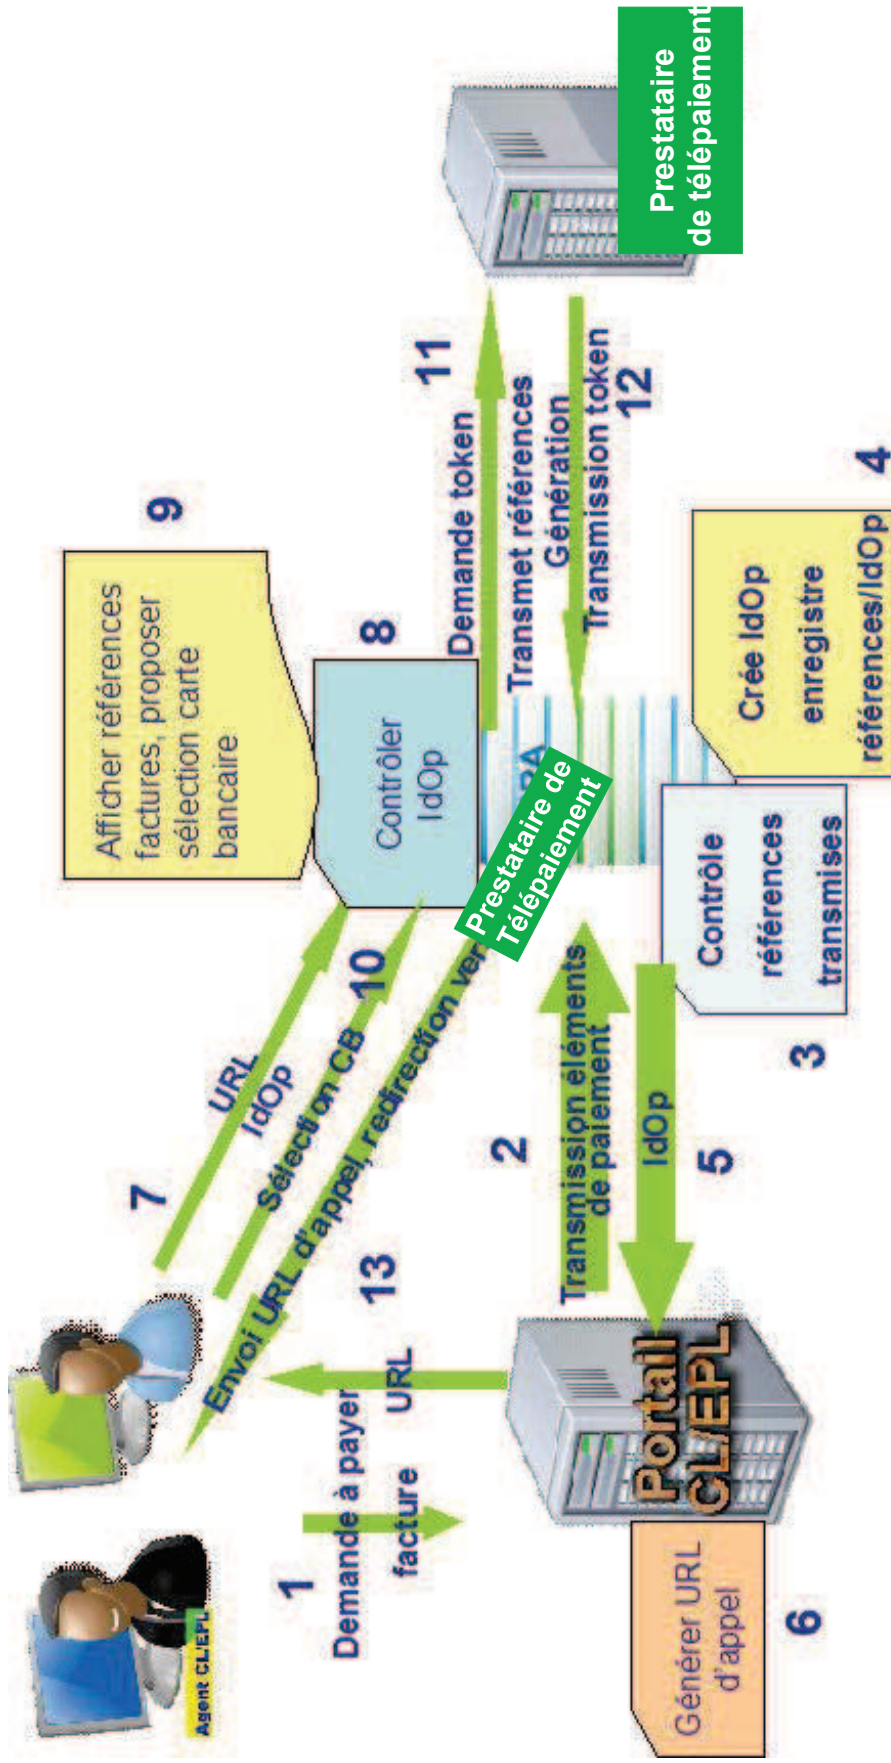 Agent CL/EPL
1
Demande à payer
facture
URL
13
Envoi URL d'appel, redirection ver
7
URL
IdOp
Sélection CB
10
Afficher références
factures, proposer
sélection carte
bancaire
9
Contrôler
IdOp
8
Demande token
11
Transmet références
Génération
Transmission token
12
Prestataire
de télépaiement
Prestataire de
Télépaiement
2
Transmission éléments
de paiement
IdOp
5
Contrôle
références
transmises
3
Crée IdOp
enregistre
références/IdOp
4
Portail
CL/EPL
Générer URL
d'appel
6